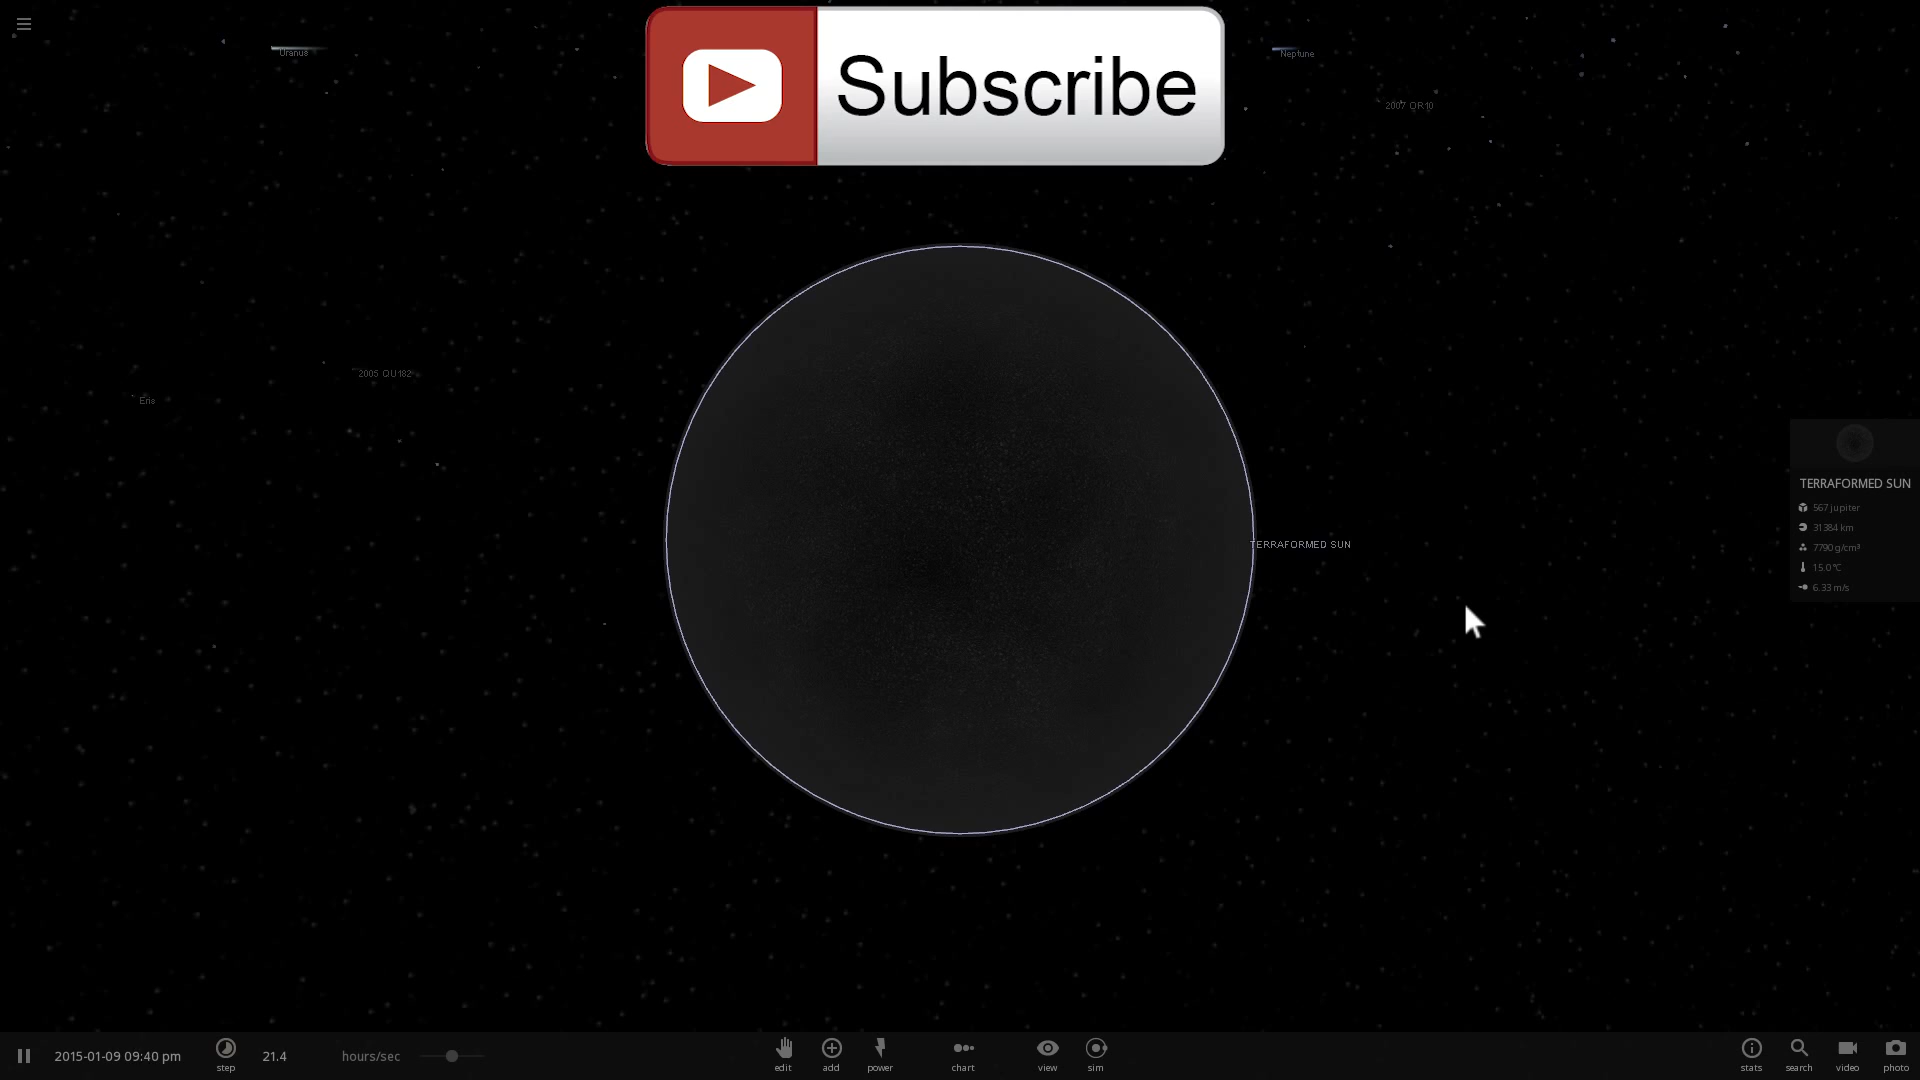 Subscribe
Uranus
Neptune
2007 OR10
2005 QU182
Eris
TERRAFORMED SUN
TERRAFORMED SUN
567 jupiter
31384 km
7790 g/cm³
15.0 °C
6.33 m/s
2015-01-09 09:40 pm
step
21.4
hours/sec
edit
add
power
chart
view
sim
stats
search
video
photo